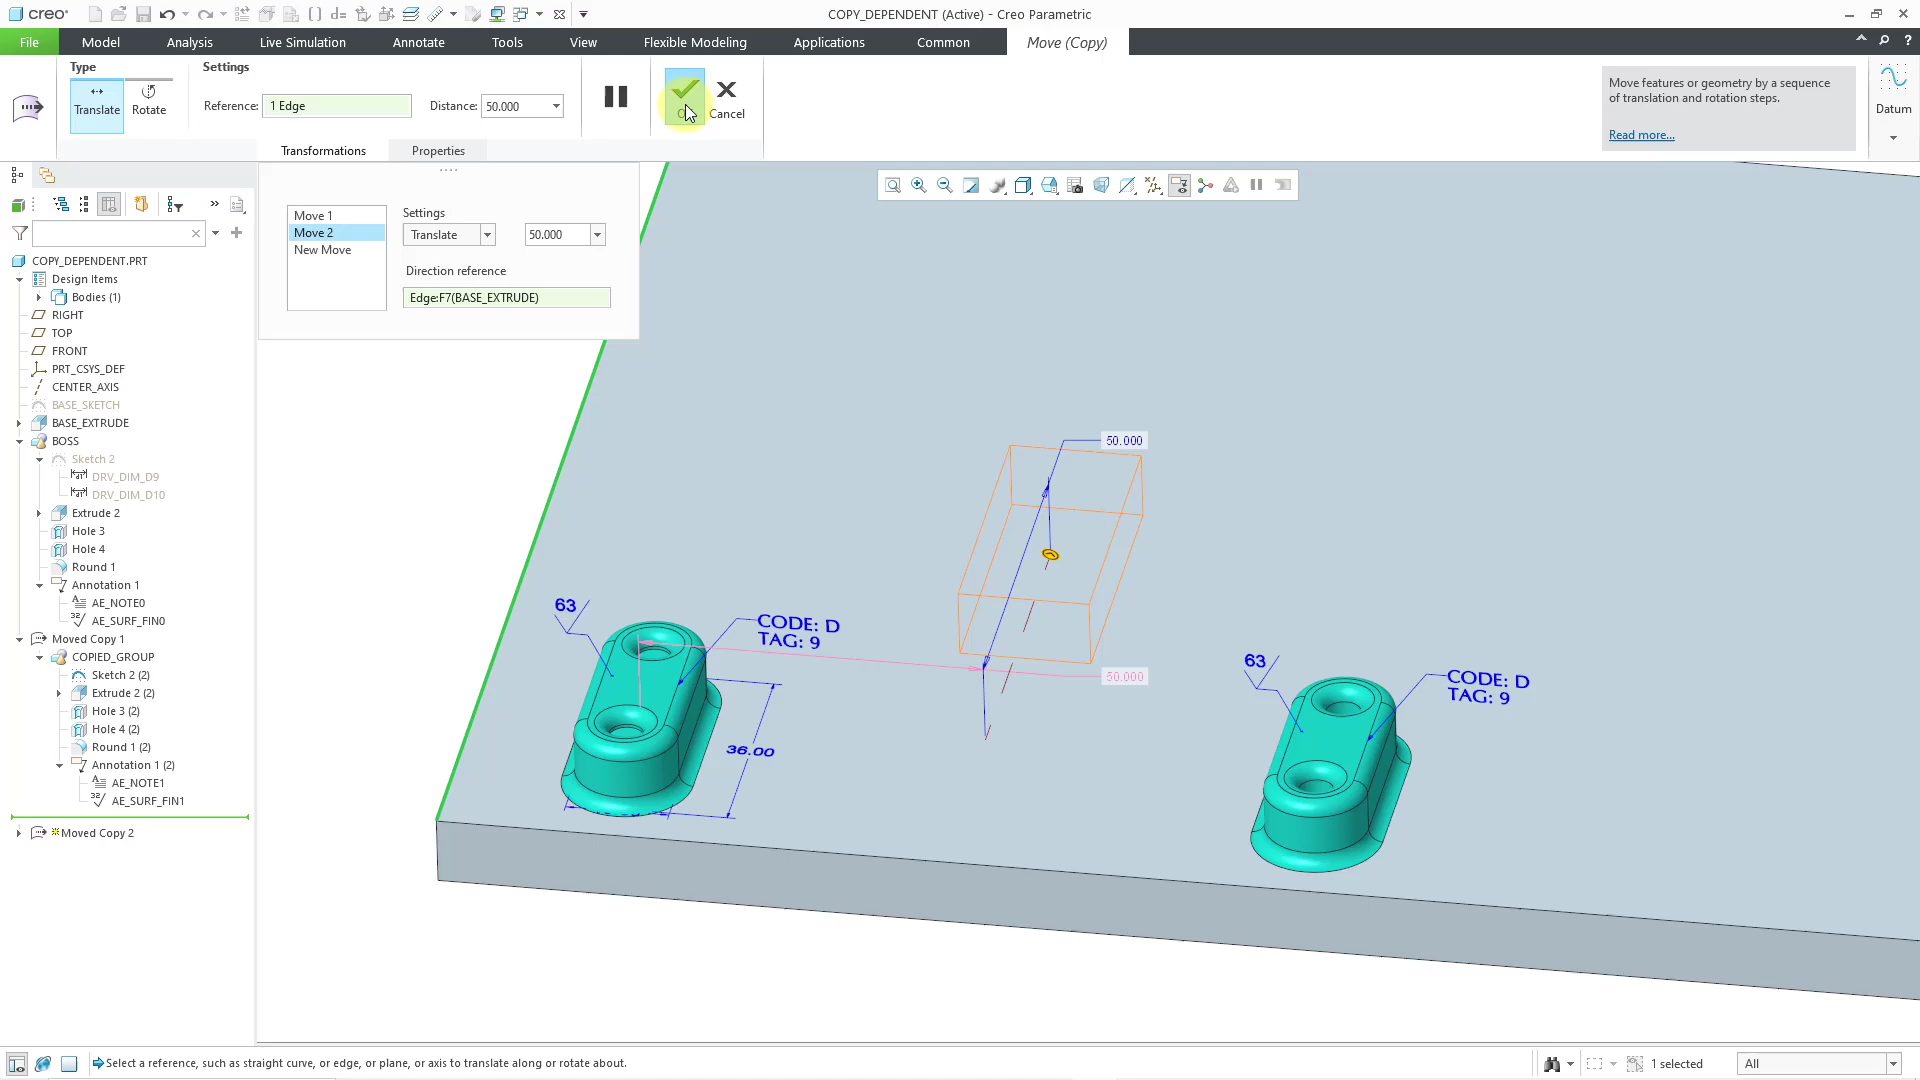 creo
COPY_DEPENDENT (Active) - Creo Parametric
File
Model
Analysis
Live Simulation
Annotate
Tools
View
Flexible Modeling
Applications
Common
Move (Copy)
Type
Settings
Translate
Rotate
Reference:
1 Edge
Distance:
50.000
Cancel
Move features or geometry by a sequence
of translation and rotation steps.
Read more...
Datum
Transformations
Properties
Move 1
Move 2
New Move
Settings
Translate
50.000
Direction reference
Edge:F7(BASE_EXTRUDE)
COPY_DEPENDENT.PRT
Design Items
Bodies (1)
RIGHT
TOP
FRONT
PRT_CSYS_DEF
CENTER_AXIS
BASE_SKETCH
BASE_EXTRUDE
BOSS
Sketch 2
DRV_DIM_D9
DRV_DIM_D10
Extrude 2
Hole 3
Hole 4
Round 1
Annotation 1
AE_NOTE0
AE_SURF_FIN0
Moved Copy 1
COPIED_GROUP
Sketch 2 (2)
Extrude 2 (2)
Hole 3 (2)
Hole 4 (2)
Round 1 (2)
Annotation 1 (2)
AE_NOTE1
AE_SURF_FIN1
Moved Copy 2
50.000
63
CODE: D
TAG: 9
50.000
36.00
63
CODE: D
TAG: 9
Select a reference, such as straight curve, or edge, or plane, or axis to translate along or rotate about.
1 selected
All